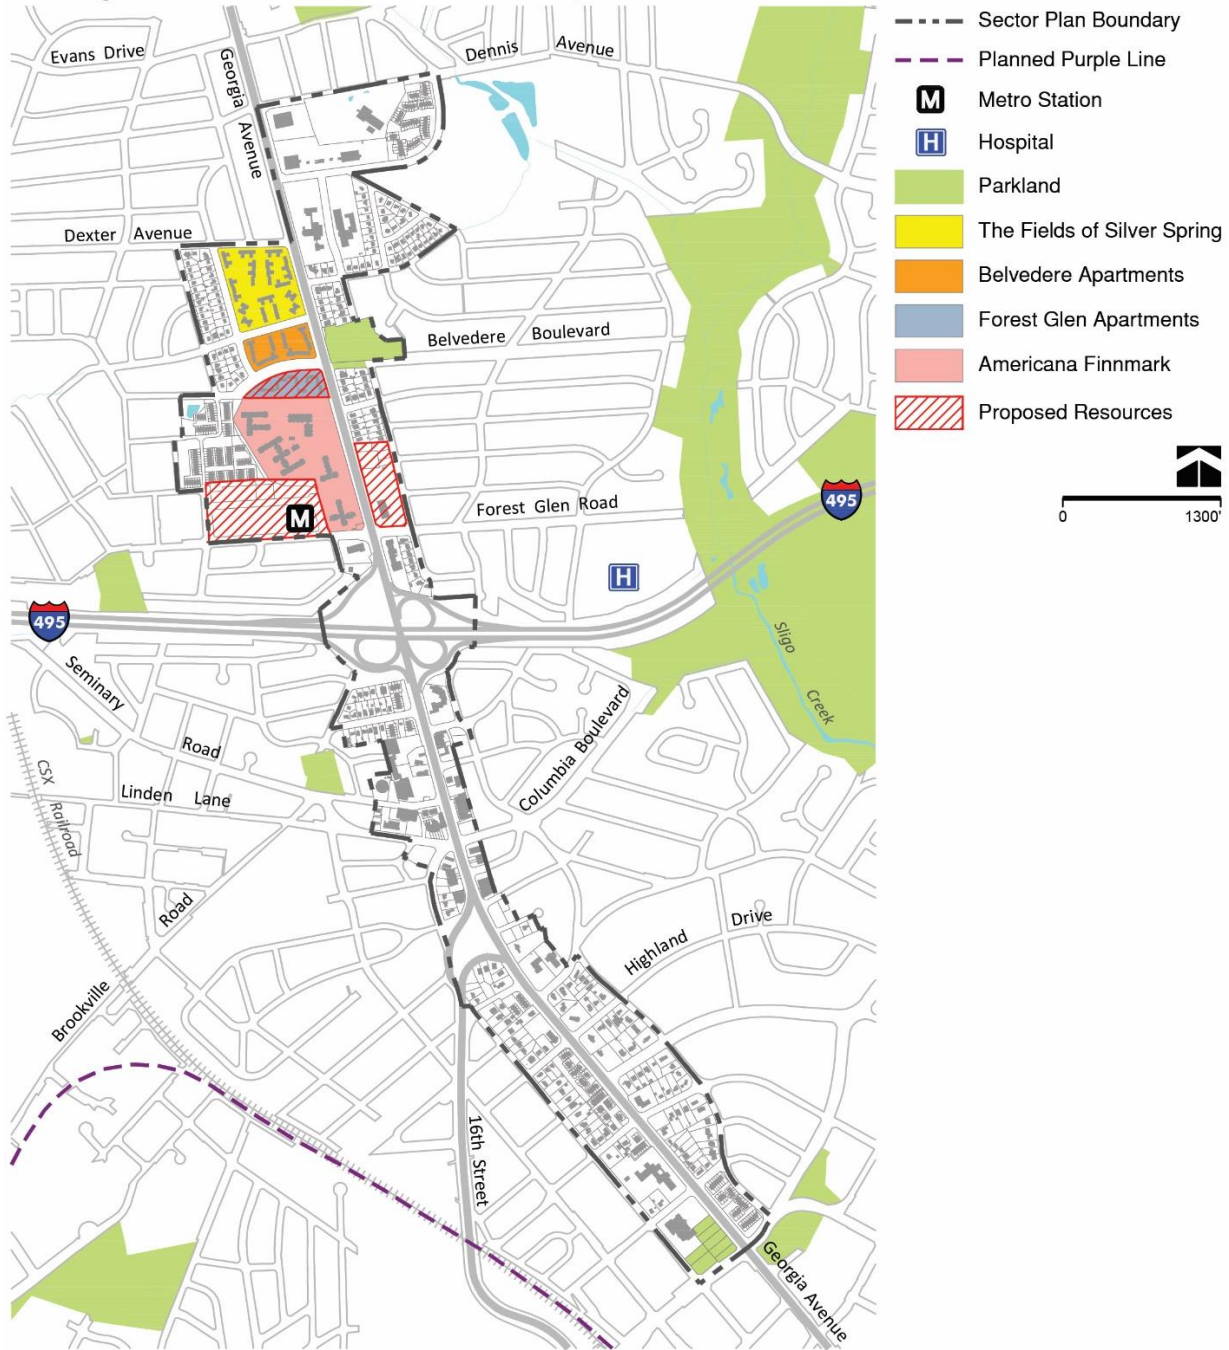 Evans Drive
Georgia Avenue
Dennis Avenue
Dexter Avenue
Belvedere Boulevard
Forest Glen Road
M
H
495
495
Sligo Creek
Seminary Road
Columbia Boulevard
CSX Railroad
Linden Lane
Brookville Road
Highland Drive
16th Street
Georgia Avenue
Sector Plan Boundary
Planned Purple Line
M Metro Station
H Hospital
Parkland
The Fields of Silver Spring
Belvedere Apartments
Forest Glen Apartments
Americana Finnmark
Proposed Resources
0 1300'